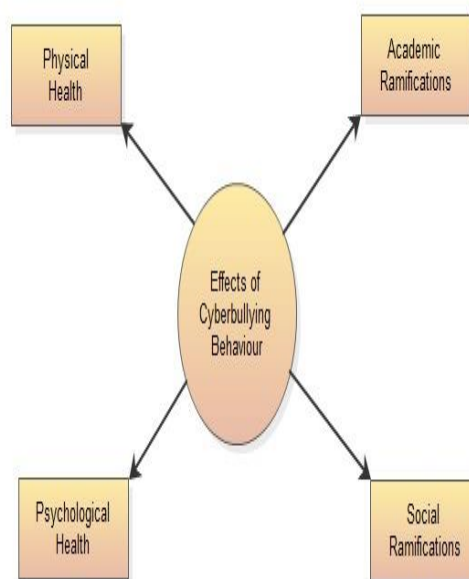 Physical
Health
Academic
Ramifications
Effects of
Cyberbullying
Behaviour
Psychological
Health
Social
Ramifications